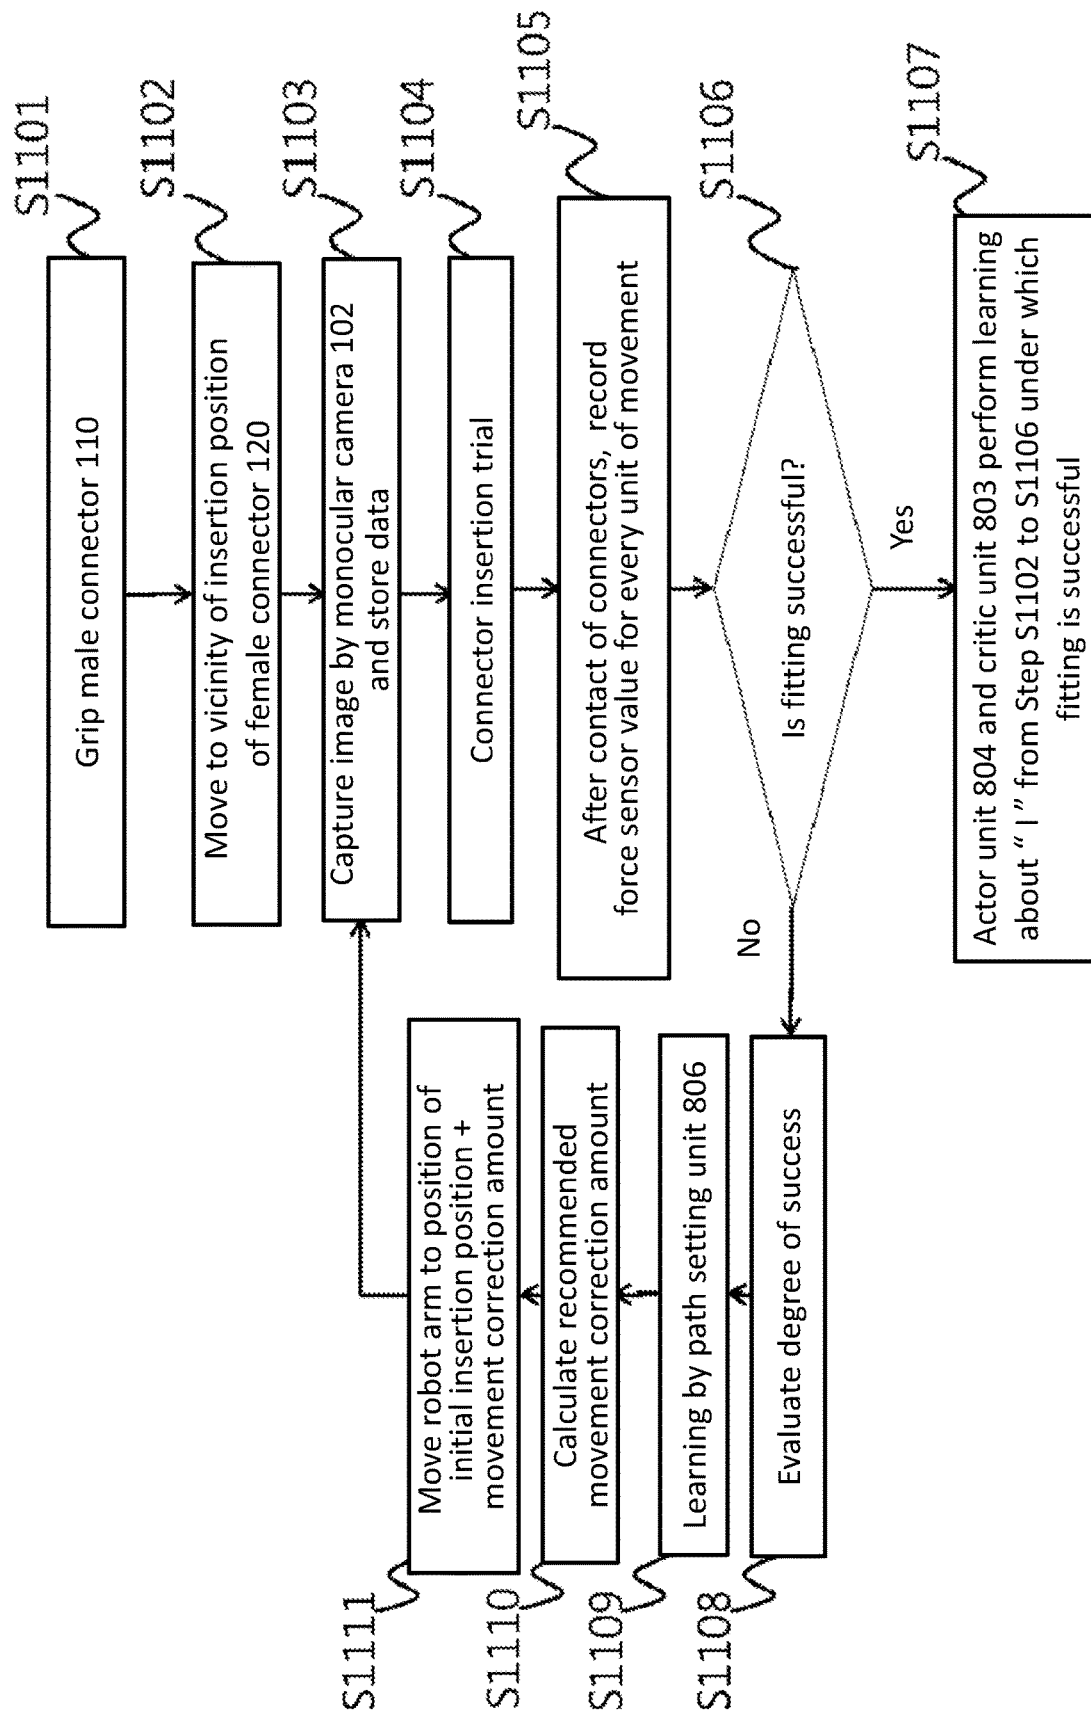 S1101
Grip male connector 110
S1102
Move to vicinity of insertion position
of female connector 120
S1103
Capture image by monocular camera 102
and store data
S1104
Connector insertion trial
S1105
After contact of connectors, record
force sensor value for every unit of movement
S1106
Is fitting successful?
Yes
No
S1107
Actor unit 804 and critic unit 803 perform learning
about “ I ” from Step S1102 to S1106 under which
fitting is successful
S1108
Evaluate degree of success
S1109
Learning by path setting unit 806
S1110
Calculate recommended
movement correction amount
S1111
Move robot arm to position of
initial insertion position +
movement correction amount